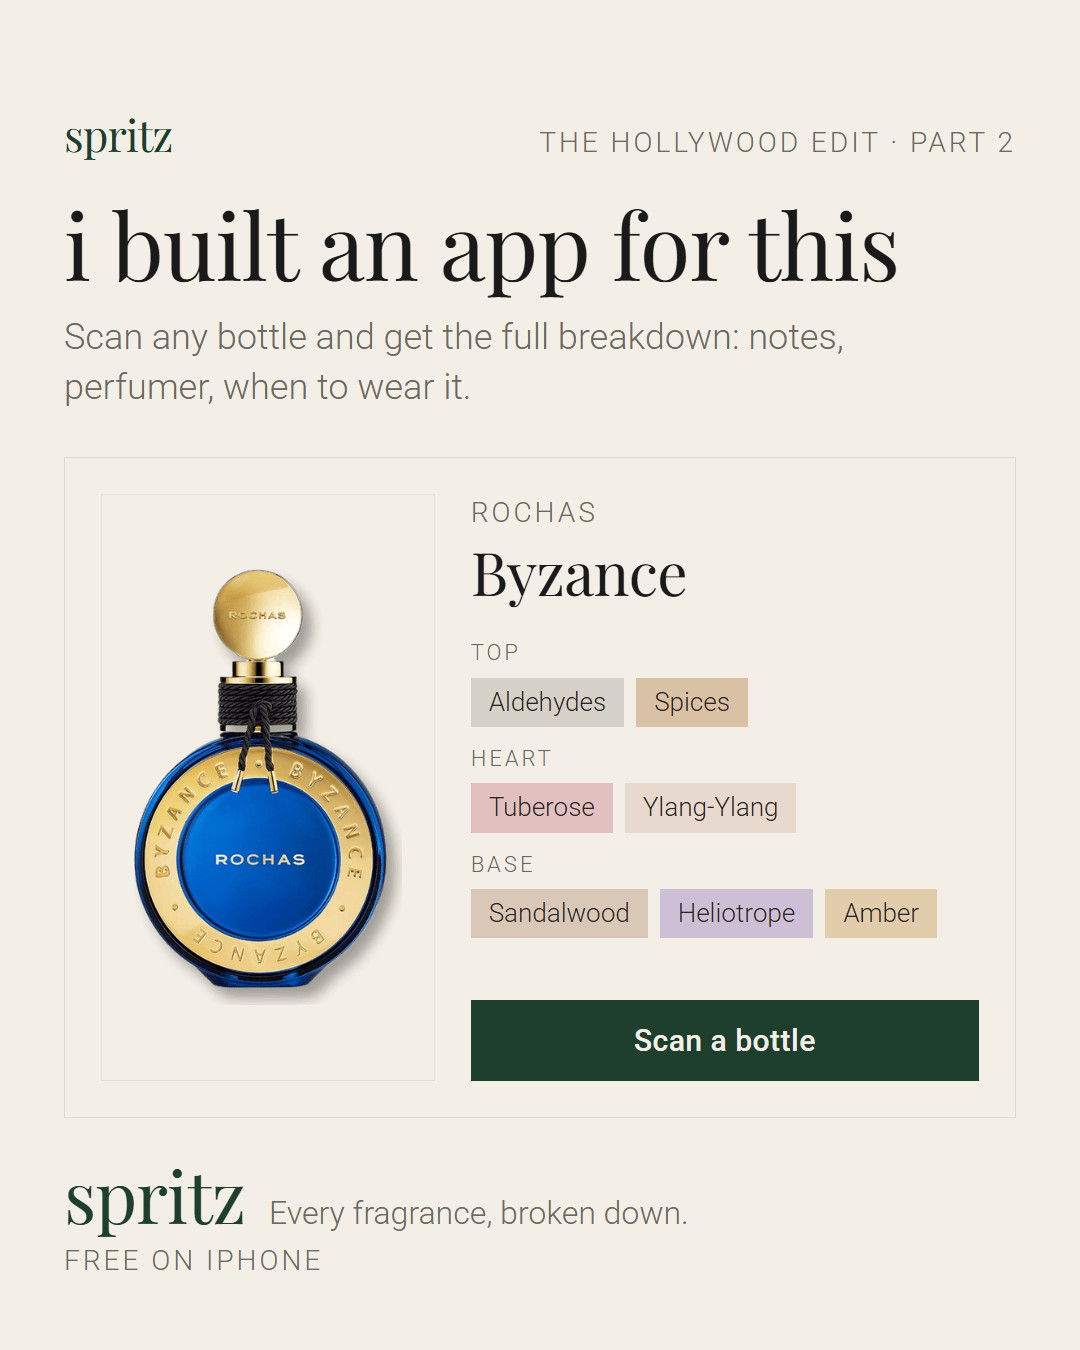 spritz
THE HOLLYWOOD EDIT · PART 2
i built an app for this
Scan any bottle and get the full breakdown: notes,
perfumer, when to wear it.
ROCHAS
BYZANCE • BYZANCE • BYZANCE •
ROCHAS
ROCHAS
Byzance
TOP
Aldehydes
Spices
HEART
Tuberose
Ylang-Ylang
BASE
Sandalwood
Heliotrope
Amber
Scan a bottle
spritz
Every fragrance, broken down.
FREE ON IPHONE